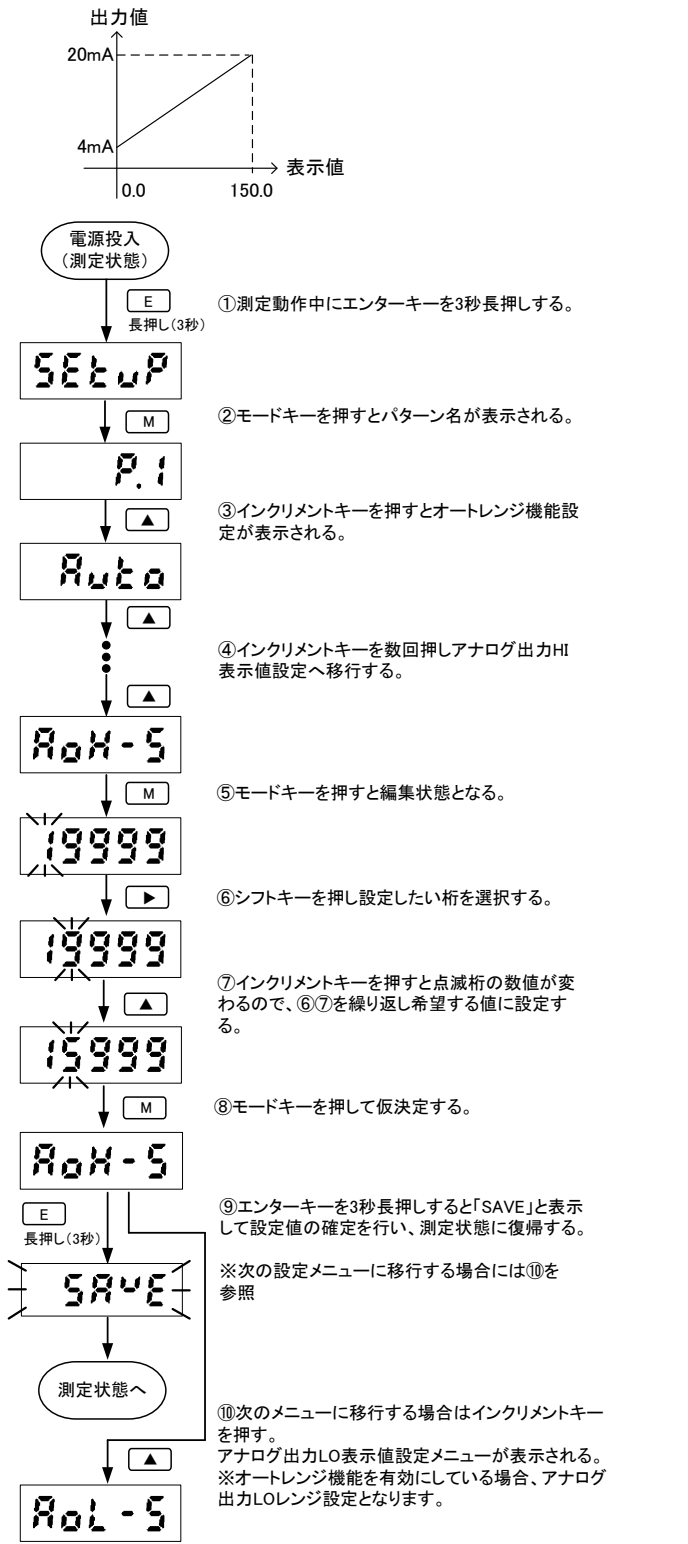 出力値
20mA
4mA
表示値
0.0
150.0
電源投入
(測定状態)
E
長押し(3秒)
①測定動作中にエンターキーを3秒長押しする。
SEtuP
M
②モードキーを押すとパターン名が表示される。
P.1
▲
③インクリメントキーを押すとオートレンジ機能設
定が表示される。
Auto
▲
④インクリメントキーを数回押しアナログ出力HI
表示値設定へ移行する。
▲
AoH-S
M
⑤モードキーを押すと編集状態となる。
19999
▶
⑥シフトキーを押し設定したい桁を選択する。
19999
▲
⑦インクリメントキーを押すと点滅桁の数値が変
わるので、⑥⑦を繰り返し希望する値に設定す
る。
15999
M
⑧モードキーを押して仮決定する。
AoH-S
E
長押し(3秒)
⑨エンターキーを3秒長押しすると「SAVE」と表示
して設定値の確定を行い、測定状態に復帰する。
※次の設定メニューに移行する場合には⑩を
参照
SAvE
測定状態へ
⑩次のメニューに移行する場合はインクリメントキー
を押す。
アナログ出力LO表示値設定メニューが表示される。
※オートレンジ機能を有効にしている場合、アナログ
出力LOレンジ設定となります。
▲
AoL-S